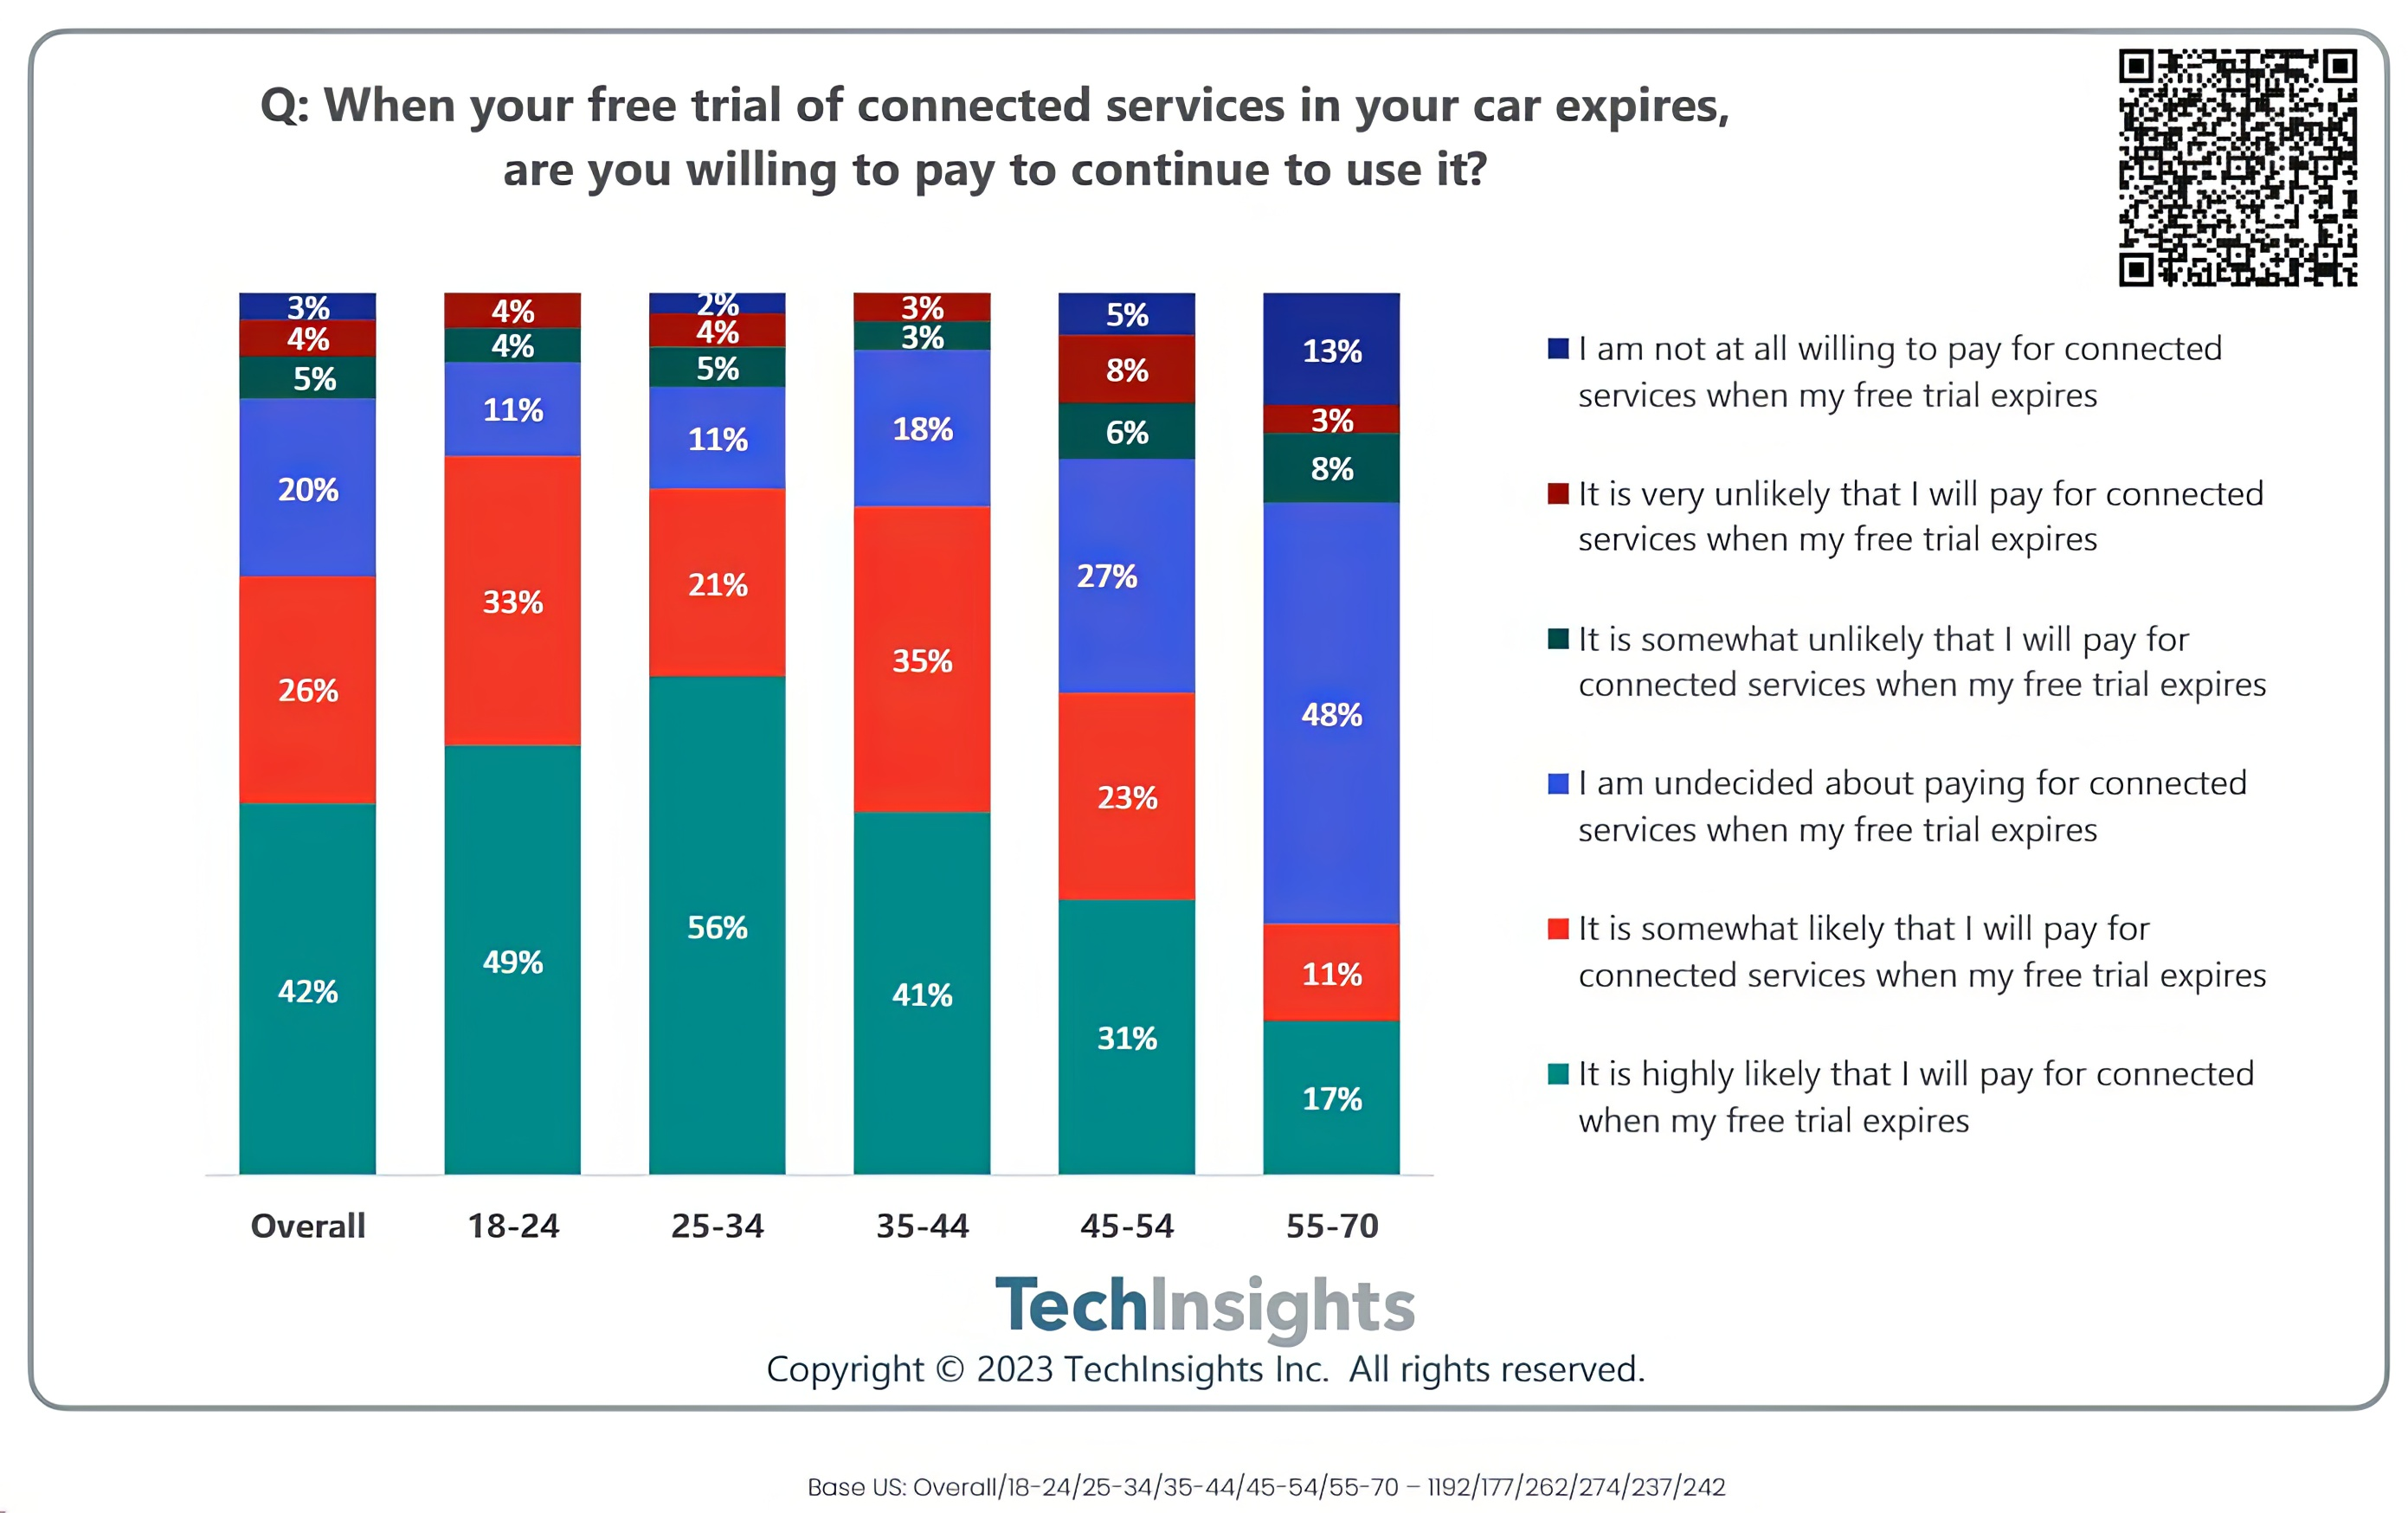 Q: When your free trial of connected services in your car expires,
are you willing to pay to continue to use it?
3%
4%
5%
20%
26%
42%
4%
4%
11%
33%
49%
2%
4%
5%
11%
21%
56%
3%
3%
18%
35%
41%
5%
8%
6%
27%
23%
31%
13%
3%
8%
48%
11%
17%
Overall
18-24
25-34
35-44
45-54
55-70
I am not at all willing to pay for connected
services when my free trial expires
It is very unlikely that I will pay for connected
services when my free trial expires
It is somewhat unlikely that I will pay for
connected services when my free trial expires
I am undecided about paying for connected
services when my free trial expires
It is somewhat likely that I will pay for
connected services when my free trial expires
It is highly likely that I will pay for connected
when my free trial expires
TechInsights
Copyright © 2023 TechInsights Inc. All rights reserved.
Base US: Overall/18-24/25-34/35-44/45-54/55-70 – 1192/177/262/274/237/242